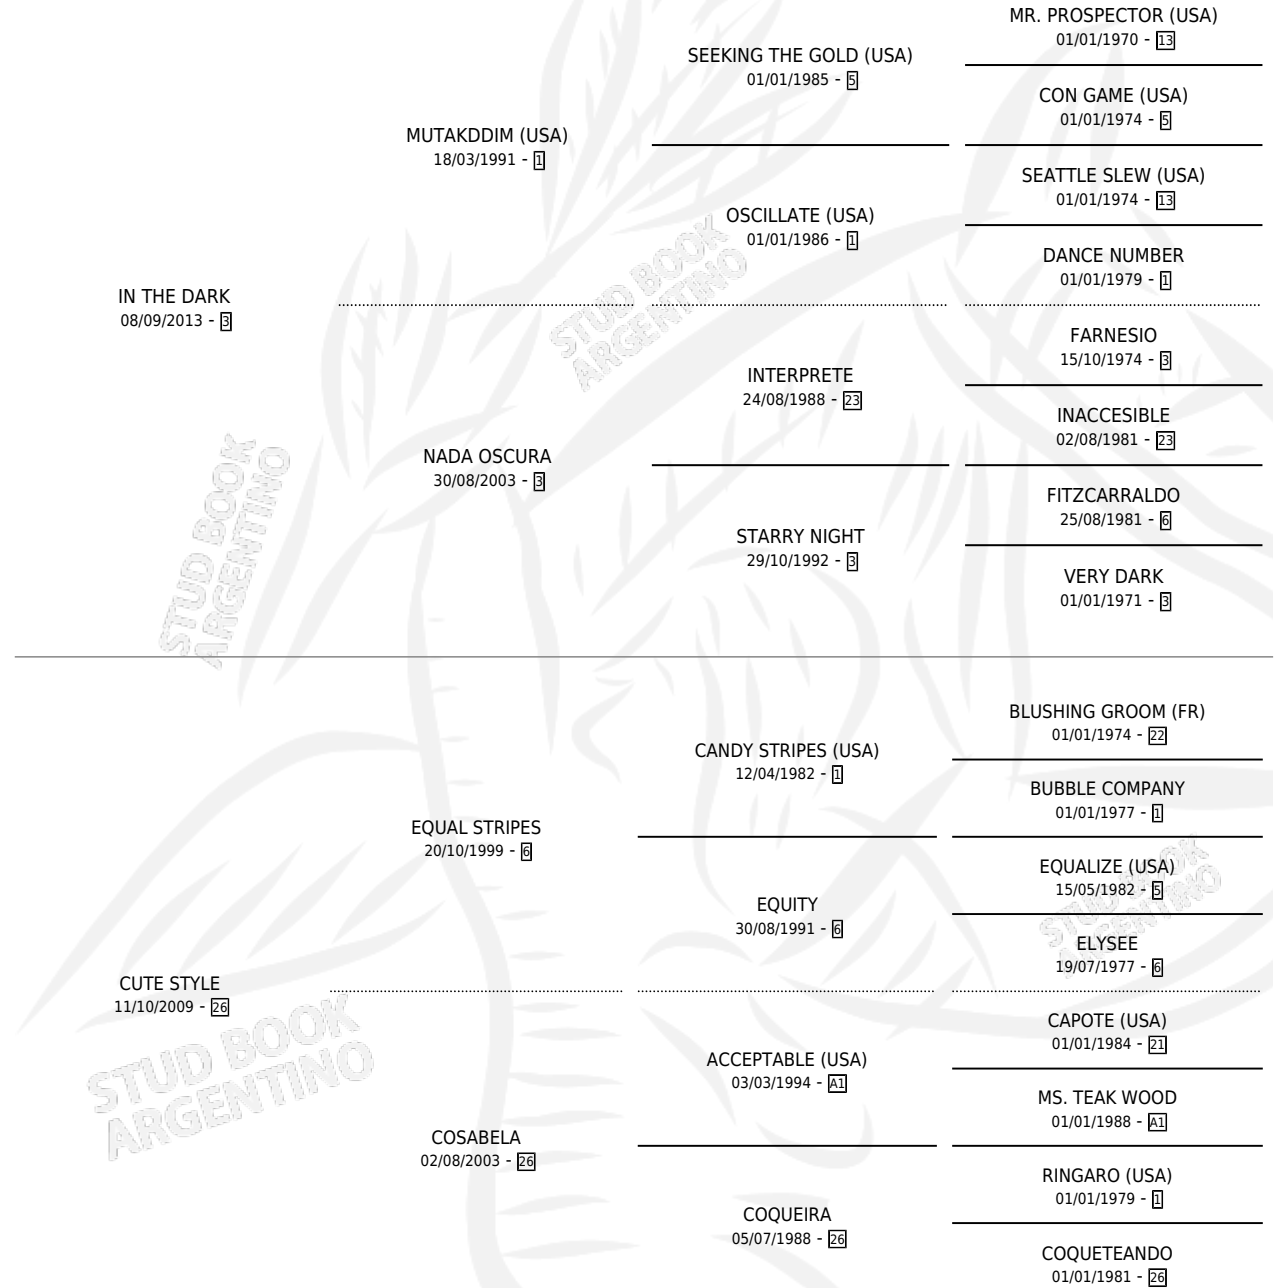 MR. PROSPECTOR (USA)
01/01/1970 - 13
SEEKING THE GOLD (USA)
01/01/1985 - 5
CON GAME (USA)
01/01/1974 - 5
MUTAKDDIM (USA)
18/03/1991 - 1
SEATTLE SLEW (USA)
01/01/1974 - 13
OSCILLATE (USA)
01/01/1986 - 1
DANCE NUMBER
01/01/1979 - 1
IN THE DARK
08/09/2013 - 3
STUD BOOK
ARGENTINO
FARNESIO
15/10/1974 - 3
INTERPRETE
24/08/1988 - 23
INACCESIBLE
02/08/1981 - 23
NADA OSCURA
30/08/2003 - 3
FITZCARRALDO
25/08/1981 - 6
STARRY NIGHT
29/10/1992 - 3
VERY DARK
01/01/1971 - 3
STUD BOOK
ARGENTINO
BLUSHING GROOM (FR)
01/01/1974 - 22
CANDY STRIPES (USA)
12/04/1982 - 1
BUBBLE COMPANY
01/01/1977 - 1
EQUAL STRIPES
20/10/1999 - 6
EQUALIZE (USA)
15/05/1982 - 5
EQUITY
30/08/1991 - 6
STUD BOOK
ARGENTINO
ELYSEE
19/07/1977 - 6
CUTE STYLE
11/10/2009 - 26
CAPOTE (USA)
01/01/1984 - 21
ACCEPTABLE (USA)
03/03/1994 - A1
STUD BOOK
ARGENTINO
MS. TEAK WOOD
01/01/1988 - A1
COSABELA
02/08/2003 - 26
RINGARO (USA)
01/01/1979 - 1
COQUEIRA
05/07/1988 - 26
COQUETEANDO
01/01/1981 - 26